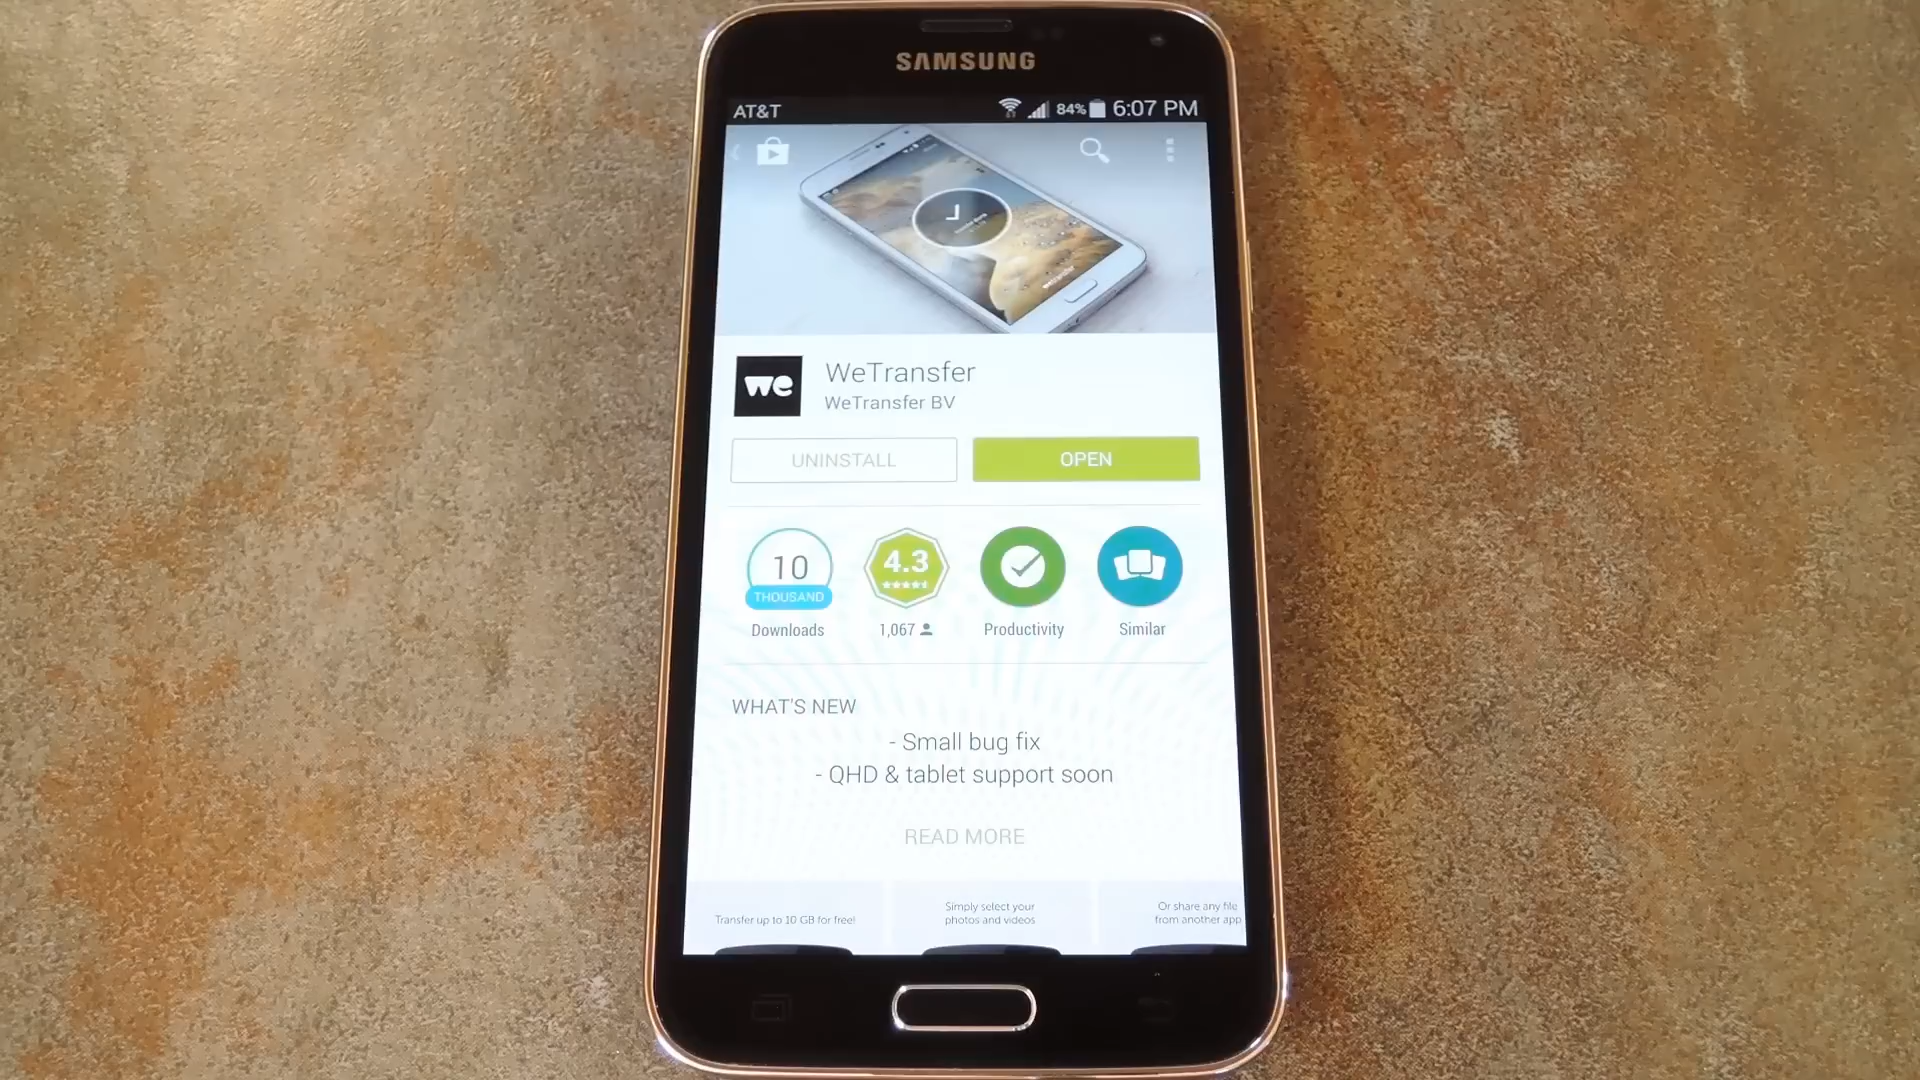 SAMSUNG
AT&T 84% 6:07 PM
we
WeTransfer
WeTransfer BV
UNINSTALL
OPEN
10
THOUSAND
4.3
Downloads
1,067
Productivity
Similar
WHAT'S NEW
- Small bug fix
- QHD & tablet support soon
READ MORE
Transfer up to 10 GB for free!
Simply select your
photos and videos
Or share any file
from another app